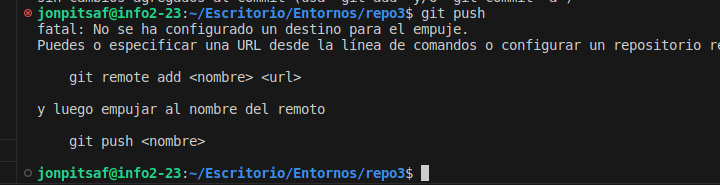 jonpitsaf@info2-23:~/Escritorio/Entornos/repo3$ git push
fatal: No se ha configurado un destino para el empuje.
Puedes o especificar una URL desde la línea de comandos o configurar un repositorio re
git remote add <nombre> <url>
y luego empujar al nombre del remoto
git push <nombre>
jonpitsaf@info2-23:~/Escritorio/Entornos/repo3$